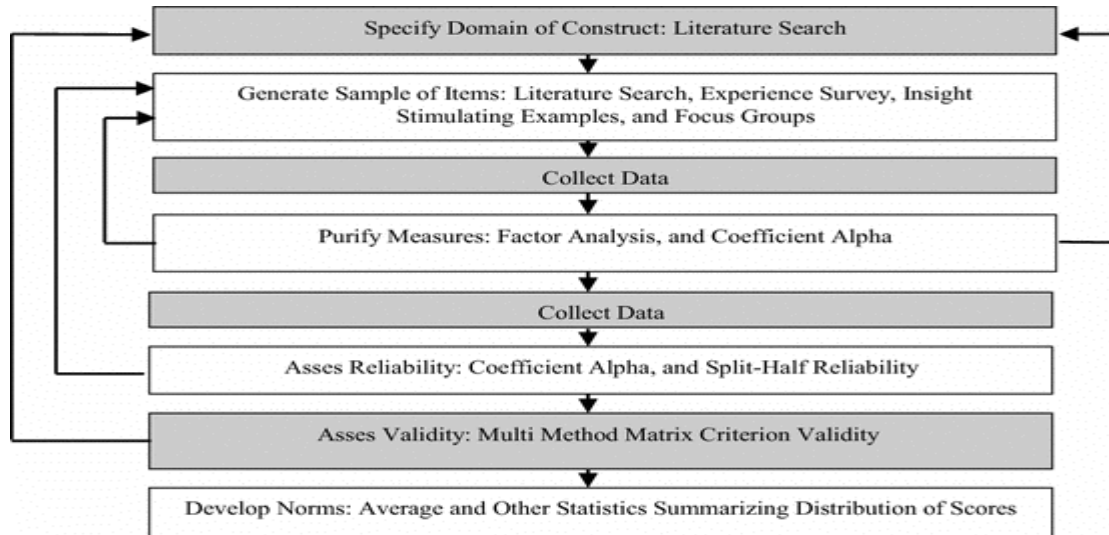 Specify Domain of Construct: Literature Search
Generate Sample of Items: Literature Search, Experience Survey, Insight
Stimulating Examples, and Focus Groups
Collect Data
Purify Measures: Factor Analysis, and Coefficient Alpha
Collect Data
Asses Reliability: Coefficient Alpha, and Split-Half Reliability
Asses Validity: Multi Method Matrix Criterion Validity
Develop Norms: Average and Other Statistics Summarizing Distribution of Scores